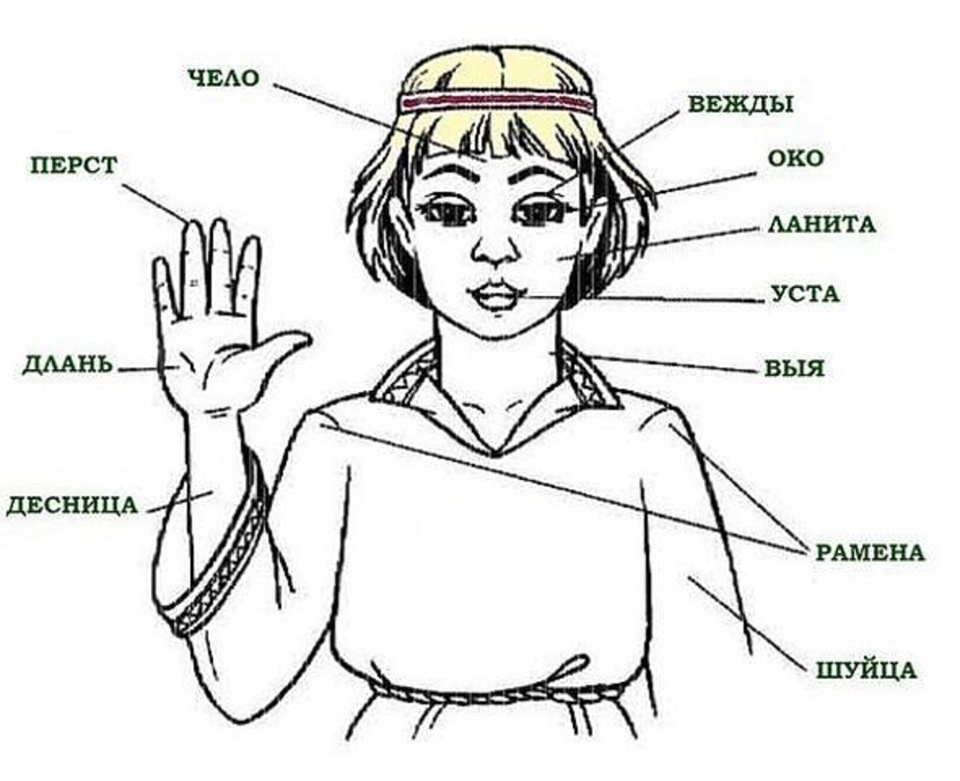 ЧЕЛО
ВЕЖДЫ
ПЕРСТ
ОКО
ЛАНИТА
УСТА
ДЛАНЬ
ВЫЯ
ДЕСНИЦА
РАМЕНА
ШУЙЦА